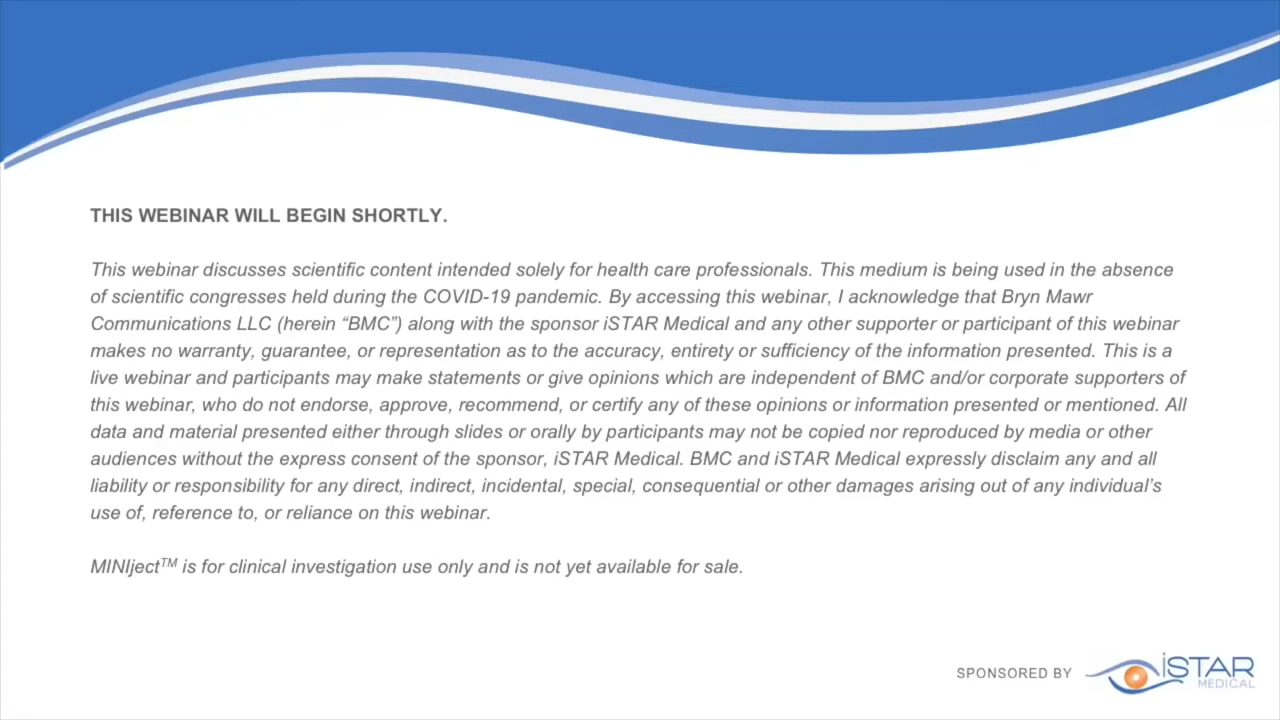 THIS WEBINAR WILL BEGIN SHORTLY.
This webinar discusses scientific content intended solely for health care professionals. This medium is being used in the absence
of scientific congresses held during the COVID-19 pandemic. By accessing this webinar, I acknowledge that Bryn Mawr
Communications LLC (herein “BMC”) along with the sponsor iSTAR Medical and any other supporter or participant of this webinar
makes no warranty, guarantee, or representation as to the accuracy, entirety or sufficiency of the information presented. This is a
live webinar and participants may make statements or give opinions which are independent of BMC and/or corporate supporters of
this webinar, who do not endorse, approve, recommend, or certify any of these opinions or information presented or mentioned. All
data and material presented either through slides or orally by participants may not be copied nor reproduced by media or other
audiences without the express consent of the sponsor, iSTAR Medical. BMC and iSTAR Medical expressly disclaim any and all
liability or responsibility for any direct, indirect, incidental, special, consequential or other damages arising out of any individual’s
use of, reference to, or reliance on this webinar.
MINIject™ is for clinical investigation use only and is not yet available for sale.
SPONSORED BY
iSTAR
MEDICAL